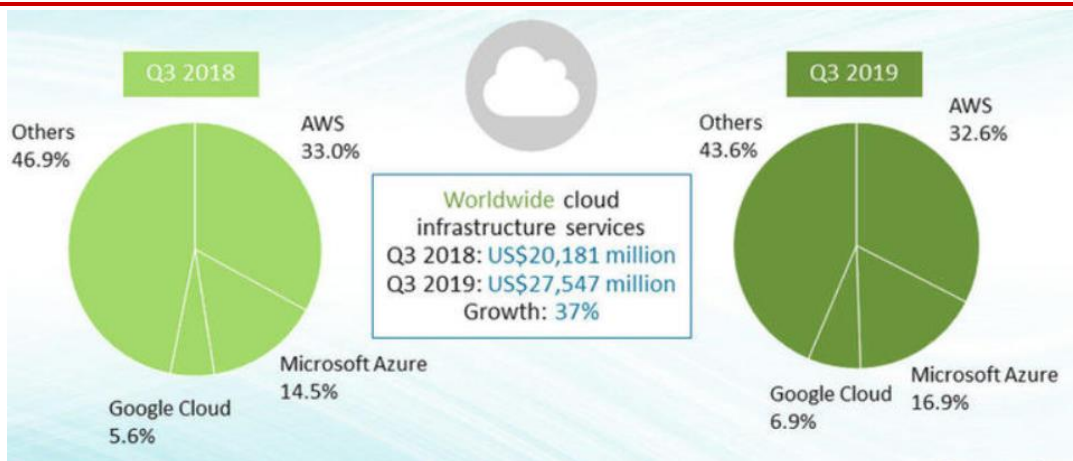 Q3 2018
Others
46.9%
AWS
33.0%
Microsoft Azure
14.5%
Google Cloud
5.6%
Worldwide cloud
infrastructure services
Q3 2018: US$20,181 million
Q3 2019: US$27,547 million
Growth: 37%
Q3 2019
Others
43.6%
AWS
32.6%
Microsoft Azure
16.9%
Google Cloud
6.9%